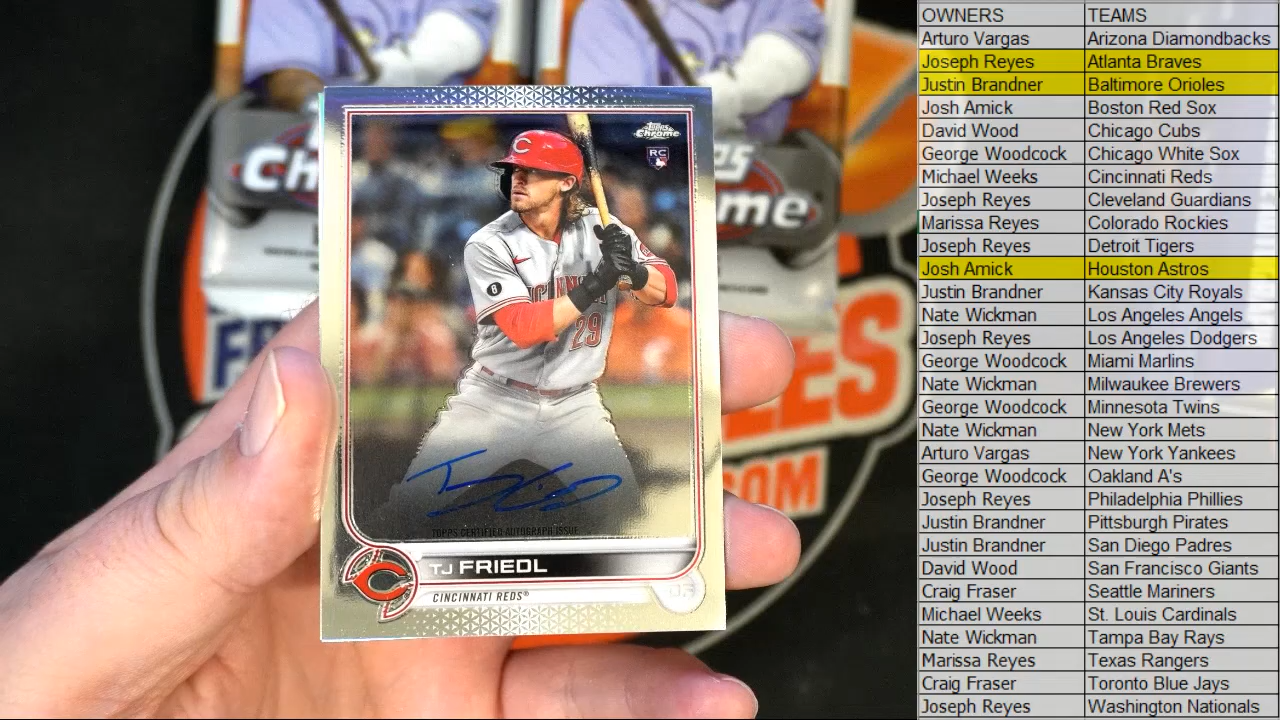 OWNERS TEAMS
Arturo Vargas Arizona Diamondbacks
Joseph Reyes Atlanta Braves
Justin Brandner Baltimore Orioles
Josh Amick Boston Red Sox
David Wood Chicago Cubs
George Woodcock Chicago White Sox
Michael Weeks Cincinnati Reds
Joseph Reyes Cleveland Guardians
Marissa Reyes Colorado Rockies
Joseph Reyes Detroit Tigers
Josh Amick Houston Astros
Justin Brandner Kansas City Royals
Nate Wickman Los Angeles Angels
Joseph Reyes Los Angeles Dodgers
George Woodcock Miami Marlins
Nate Wickman Milwaukee Brewers
George Woodcock Minnesota Twins
Nate Wickman New York Mets
Arturo Vargas New York Yankees
George Woodcock Oakland A's
Joseph Reyes Philadelphia Phillies
Justin Brandner Pittsburgh Pirates
Justin Brandner San Diego Padres
David Wood San Francisco Giants
Craig Fraser Seattle Mariners
Michael Weeks St. Louis Cardinals
Nate Wickman Tampa Bay Rays
Marissa Reyes Texas Rangers
Craig Fraser Toronto Blue Jays
Joseph Reyes Washington Nationals
Topps
Chrome
RC
C
8
29
TOPPS CERTIFIED AUTOGRAPH ISSUE
TJ FRIEDL
C
CINCINNATI REDS®